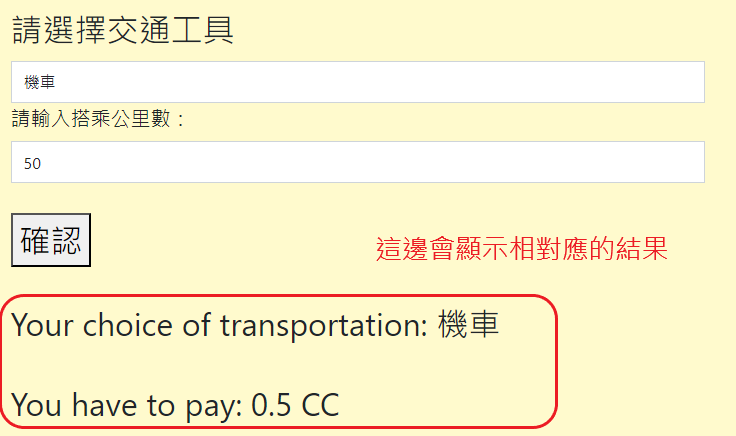 請選擇交通工具
機車
請輸入搭乘公里數：
50
確認
這邊會顯示相對應的結果
Your choice of transportation: 機車
You have to pay: 0.5 CC